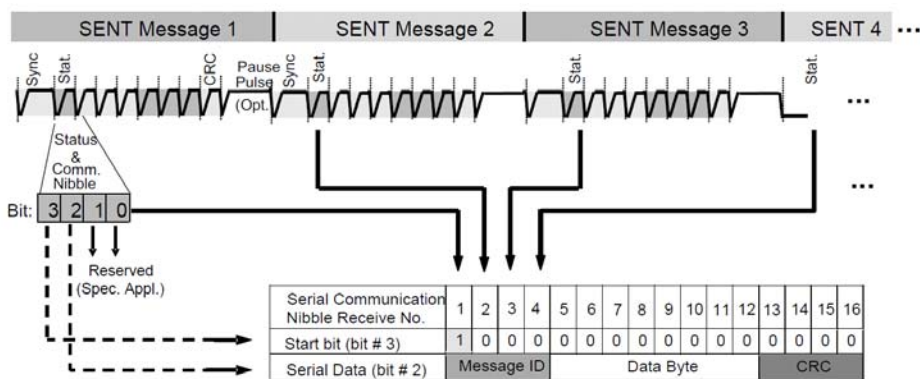 SENT Message 1 SENT Message 2 SENT Message 3 SENT 4 ...
Sync Stat. CRC Pause Pulse (Opt. Sync Stat. Stat. Stat.
...
Status
&
Comm.
Nibble
...
Bit: 3 2 1 0
Reserved
(Spec. Appl.)
Serial Communication Nibble Receive No. 1 2 3 4 5 6 7 8 9 10 11 12 13 14 15 16
Start bit (bit # 3) 1 0 0 0 0 0 0 0 0 0 0 0 0 0 0 0
Serial Data (bit # 2) Message ID Data Byte CRC